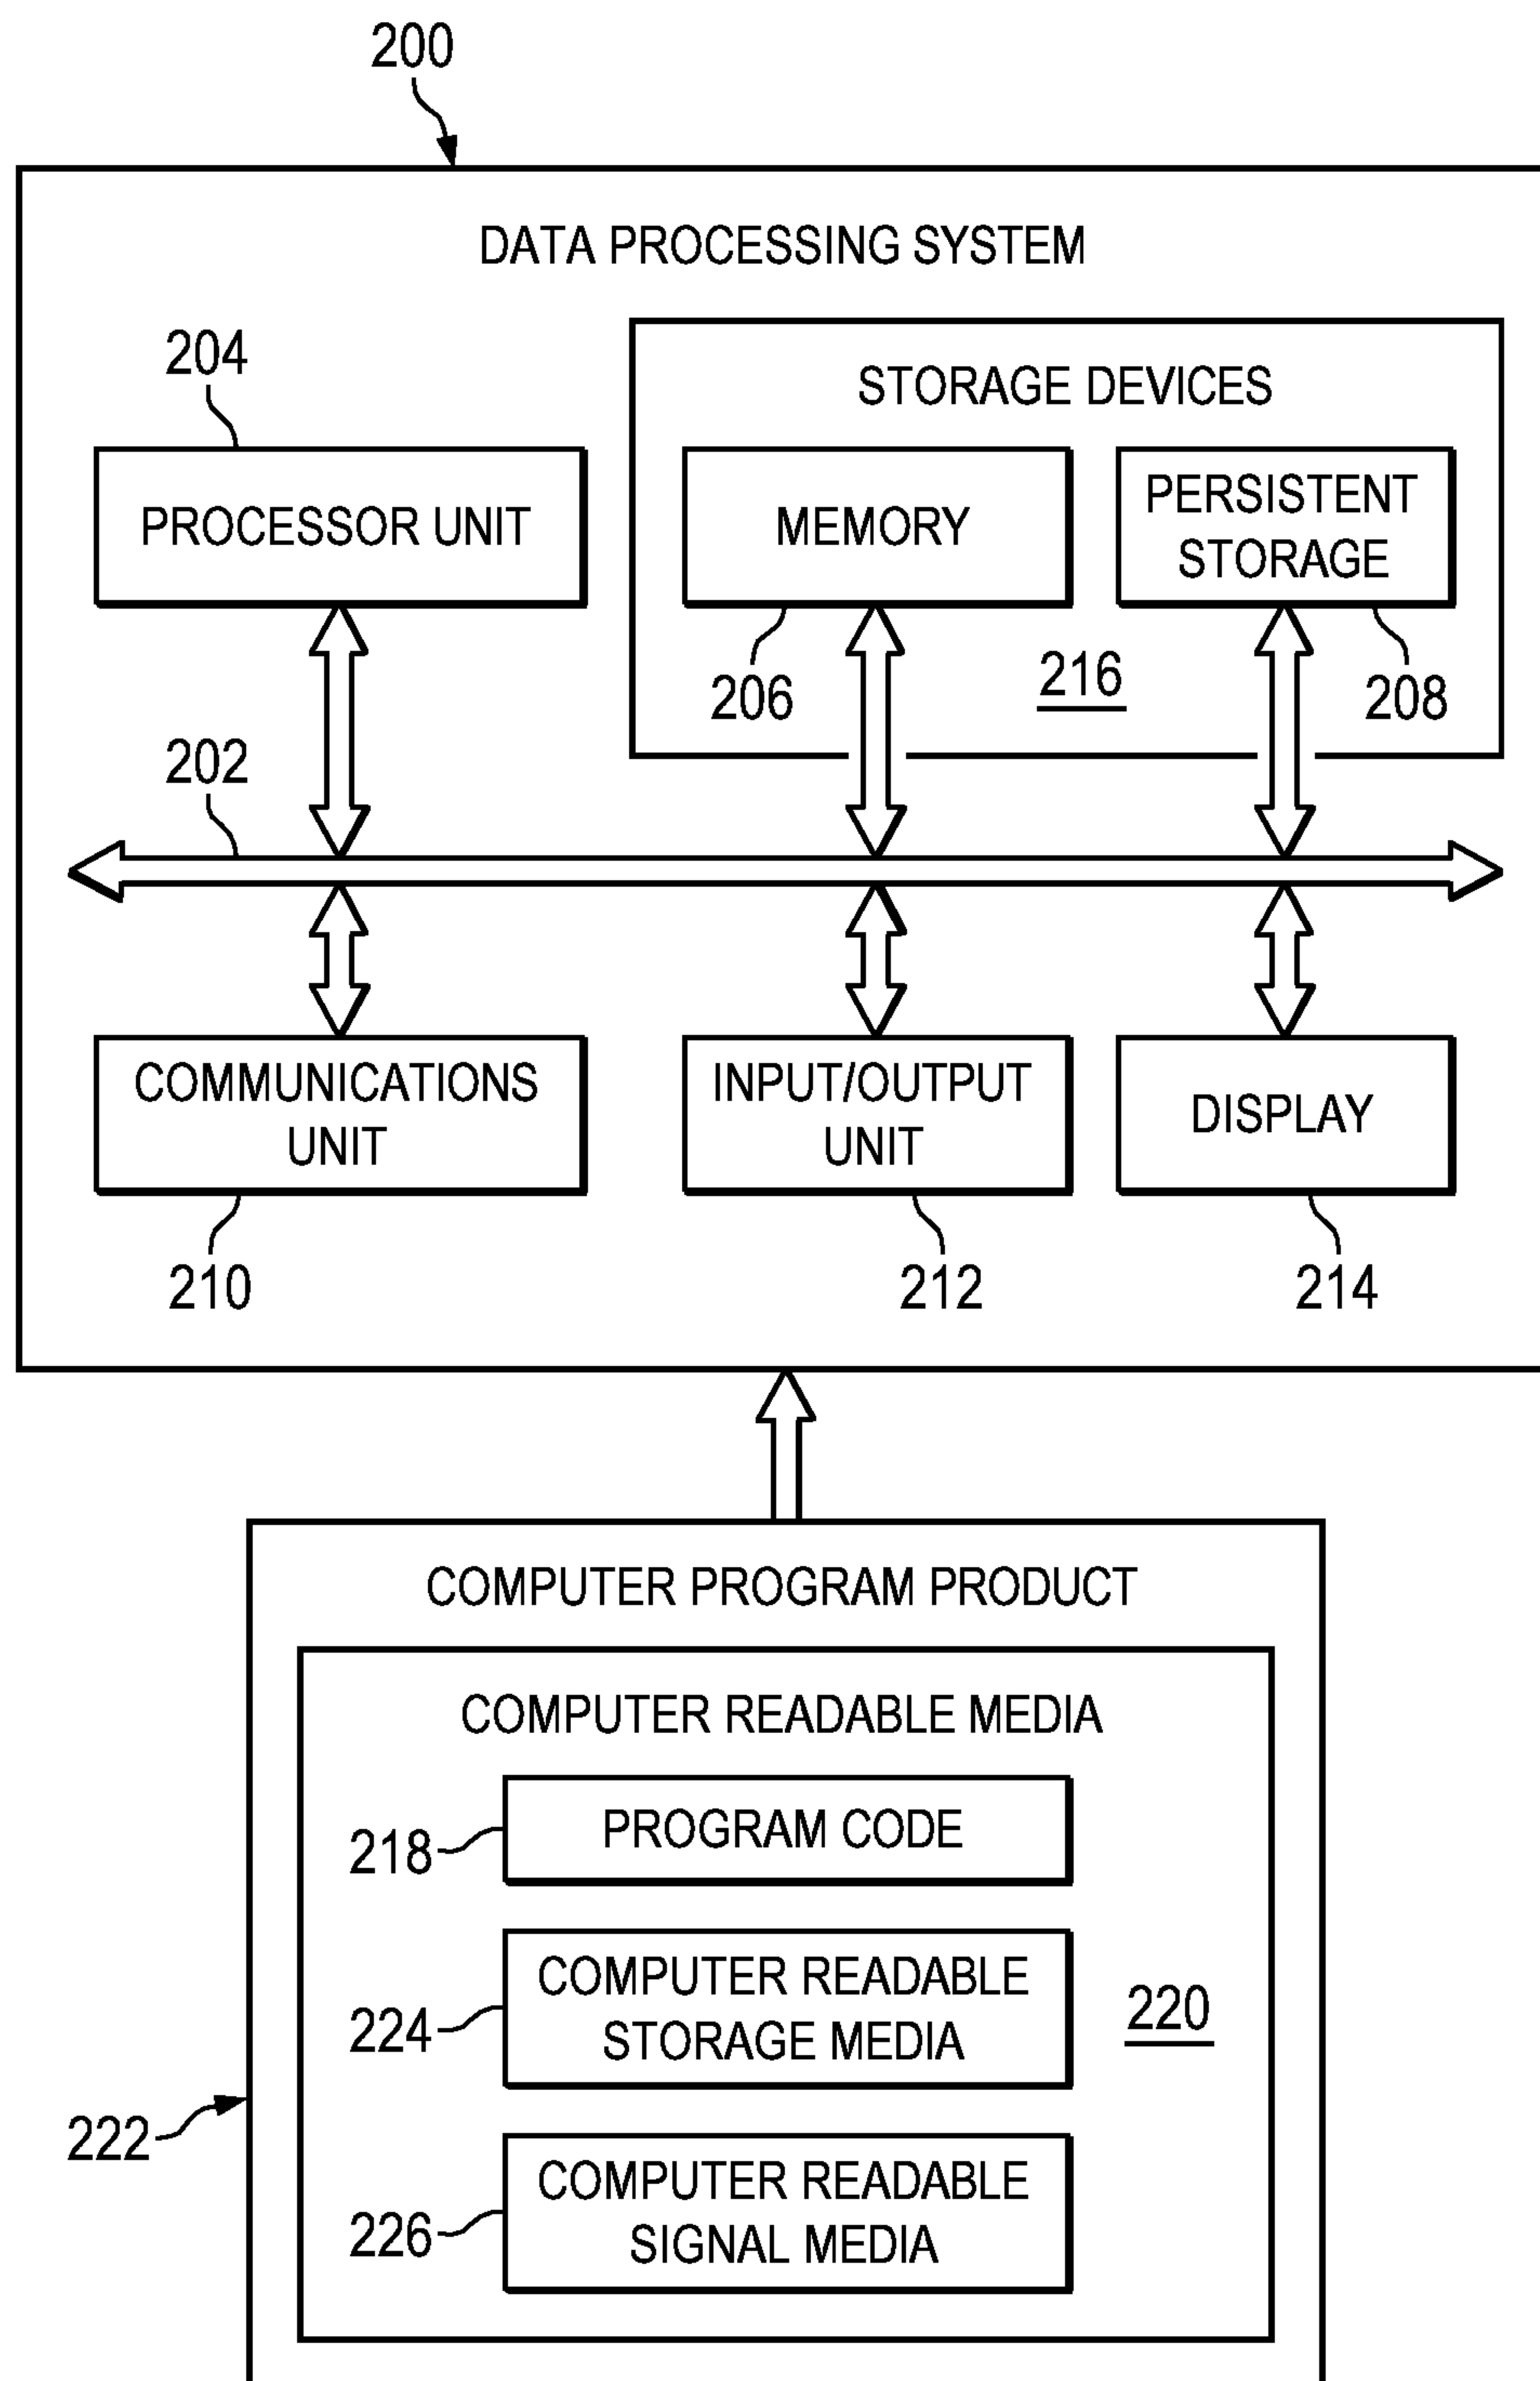 200
DATA PROCESSING SYSTEM
204
STORAGE DEVICES
PROCESSOR UNIT
MEMORY
PERSISTENT
STORAGE
206
216
208
202
COMMUNICATIONS
UNIT
INPUT/OUTPUT
UNIT
DISPLAY
210
212
214
COMPUTER PROGRAM PRODUCT
COMPUTER READABLE MEDIA
218
PROGRAM CODE
224
COMPUTER READABLE
STORAGE MEDIA
220
222
226
COMPUTER READABLE
SIGNAL MEDIA